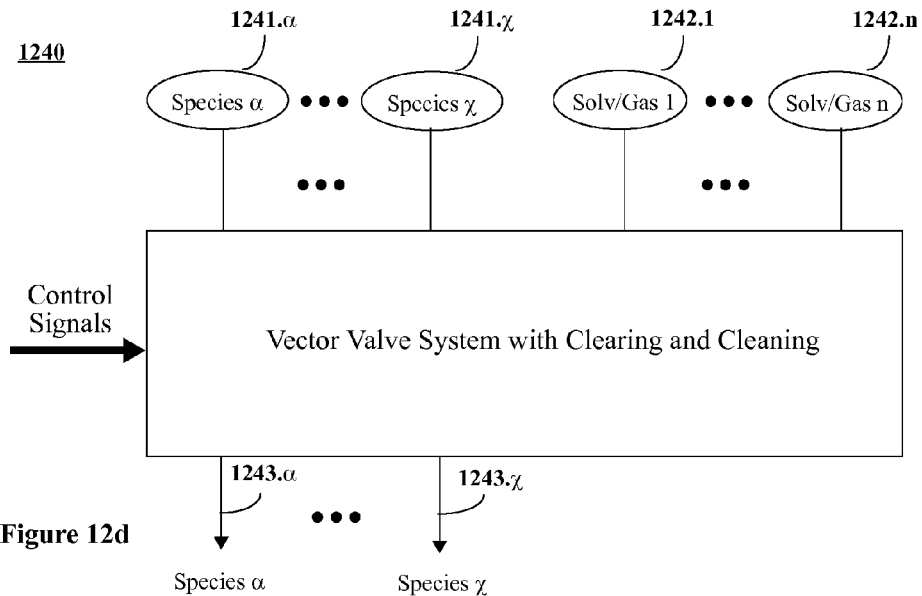 1240
1241.α 1241.χ 1242.1 1242.n
Species α ••• Species χ Solv/Gas 1 ••• Solv/Gas n
••• •••
Control
Signals
Vector Valve System with Clearing and Cleaning
1243.α 1243.χ
•••
Figure 12d
Species α Species χ